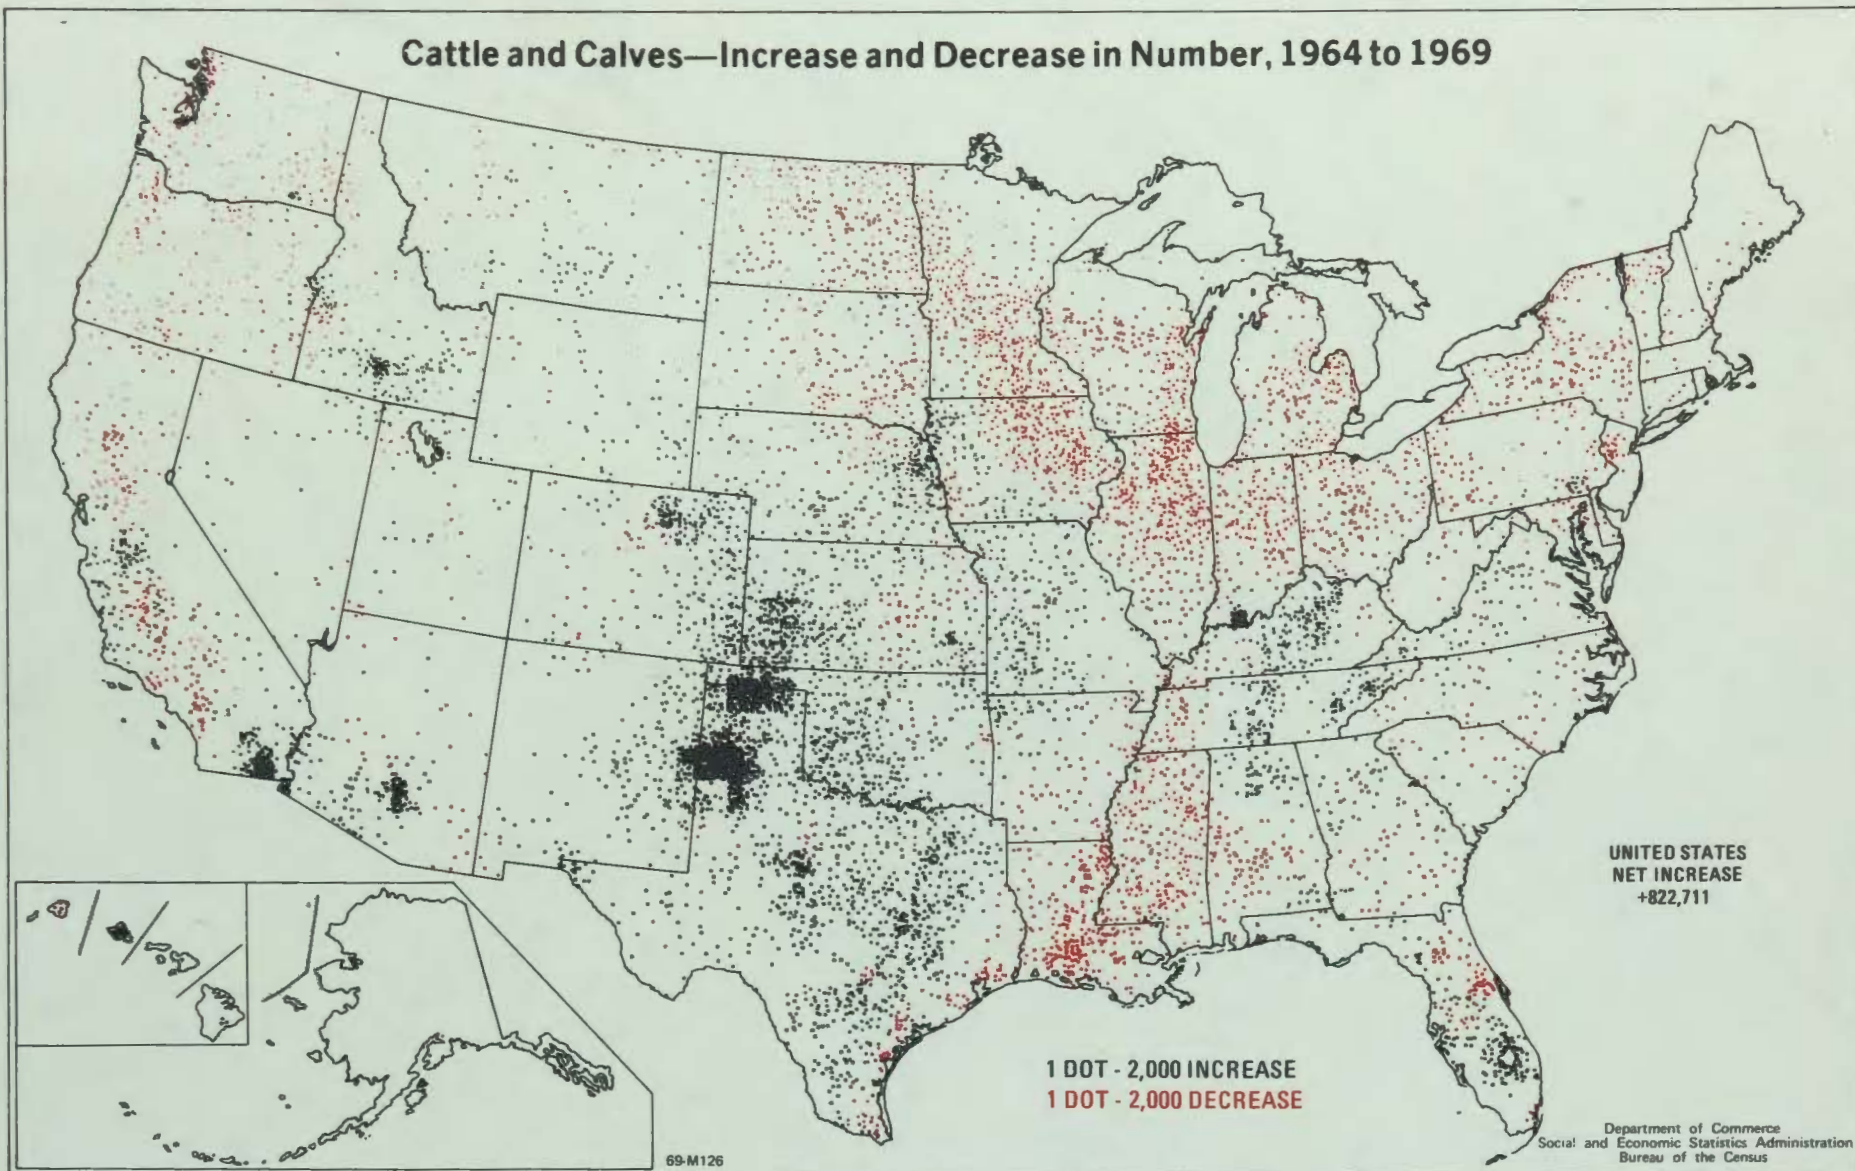 Cattle and Calves—Increase and Decrease in Number, 1964 to 1969
UNITED STATES
NET INCREASE
+822,711
1 DOT - 2,000 INCREASE
1 DOT - 2,000 DECREASE
Department of Commerce
Social and Economic Statistics Administration
Bureau of the Census
69-M126